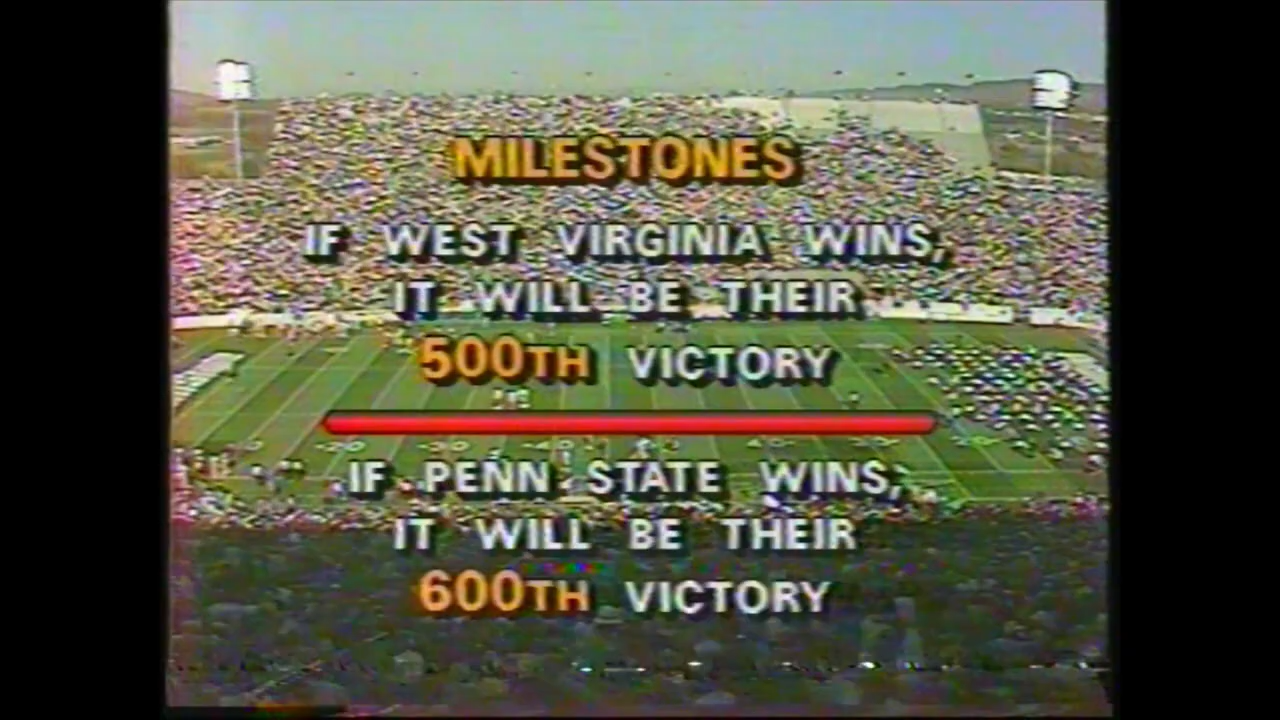 MILESTONES
IF WEST VIRGINIA WINS,
IT WILL BE THEIR
500TH VICTORY
IF PENN STATE WINS,
IT WILL BE THEIR
600TH VICTORY